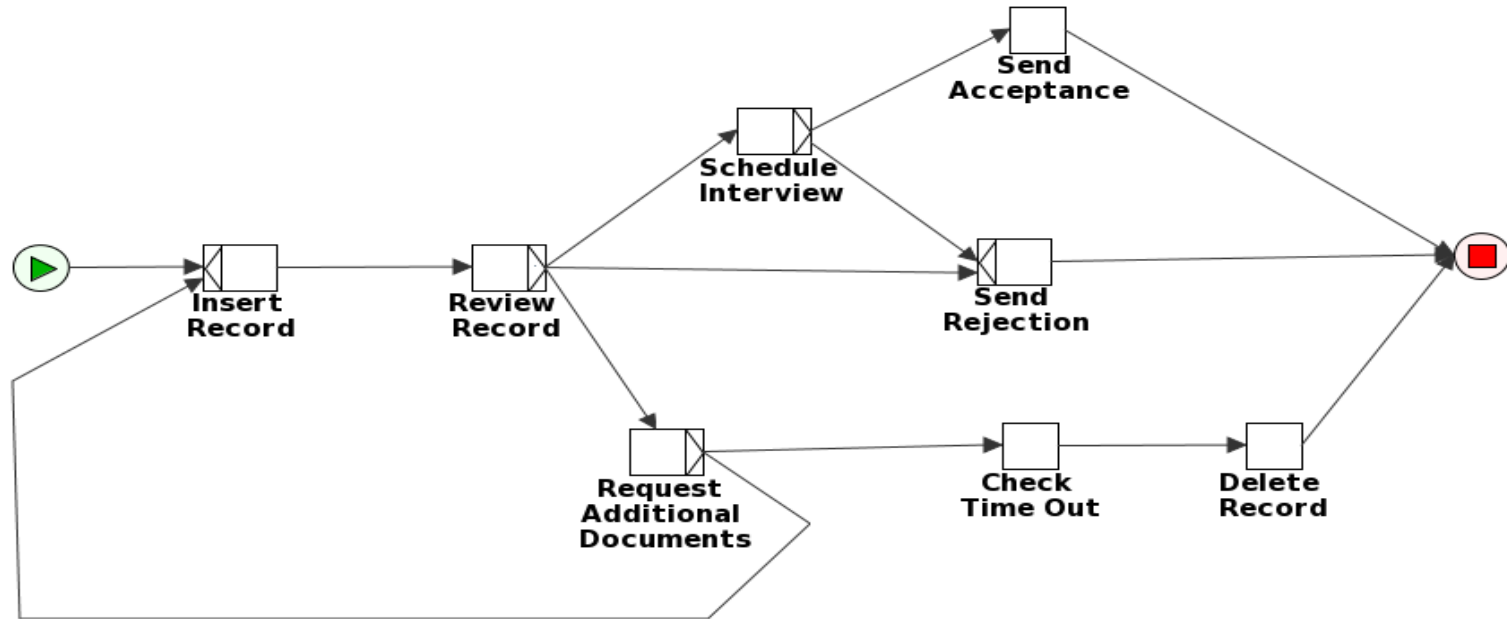 Send
Acceptance
Schedule
Interview
Insert
Record
Review
Record
Send
Rejection
Request
Additional
Documents
Check
Time Out
Delete
Record